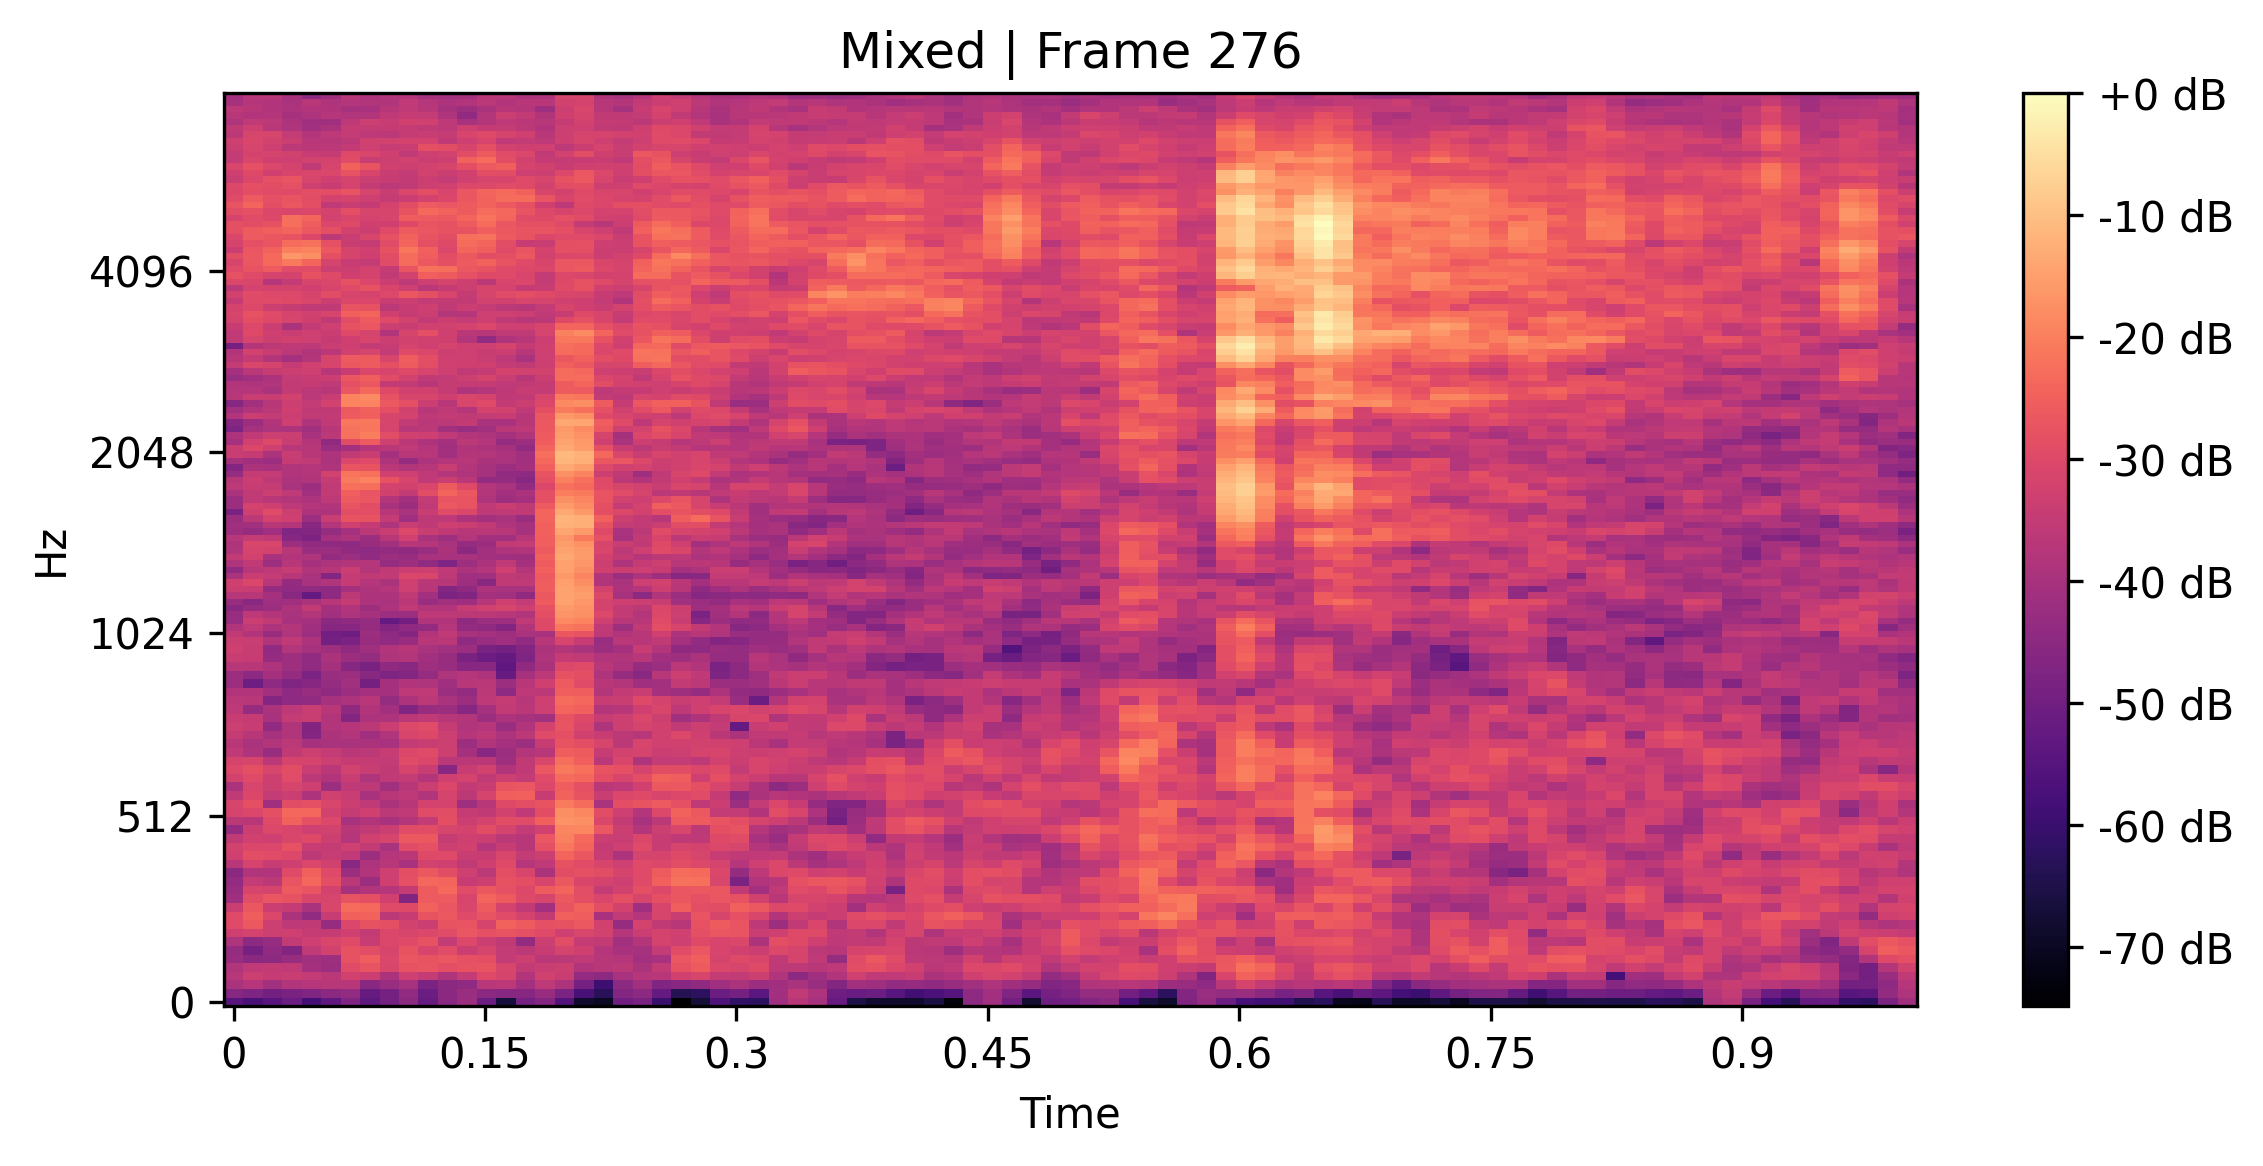 Mixed | Frame 276
+0 dB
-10 dB
-20 dB
-30 dB
-40 dB
-50 dB
-60 dB
-70 dB
4096
2048
1024
512
0
Hz
0 0.15 0.3 0.45 0.6 0.75 0.9
Time